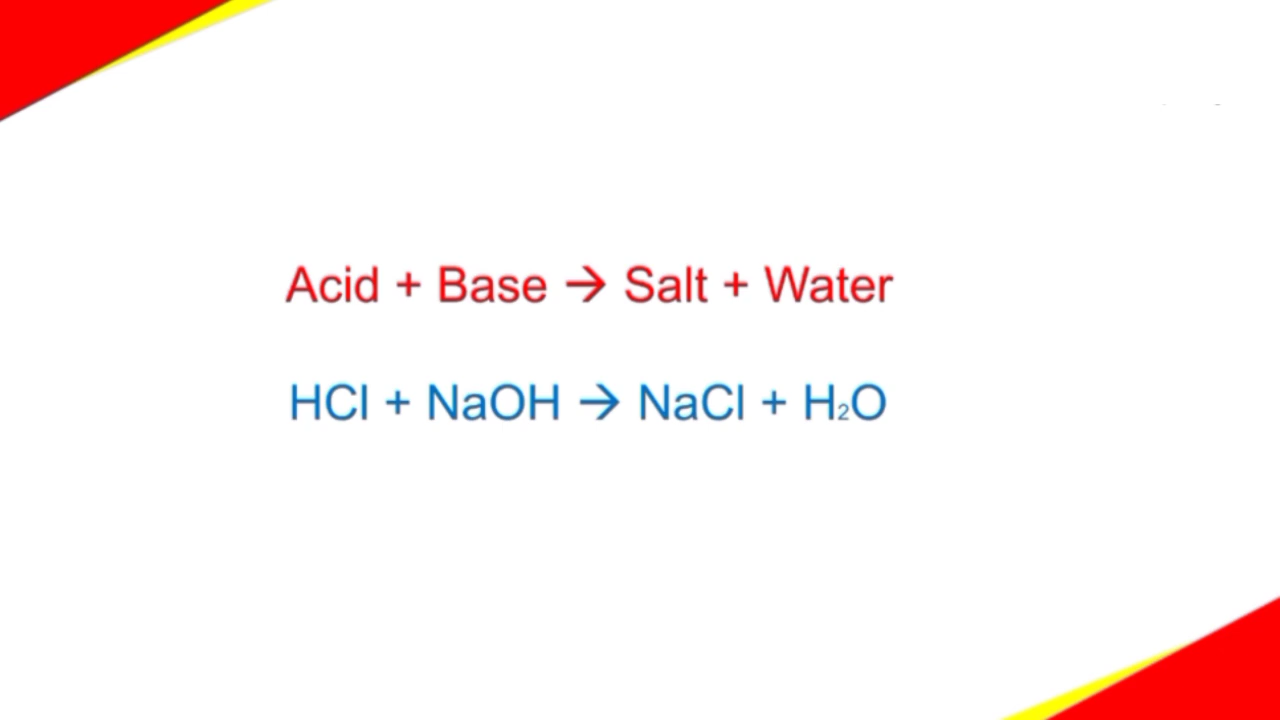 Acid + Base → Salt + Water
HCl + NaOH → NaCl + H₂O